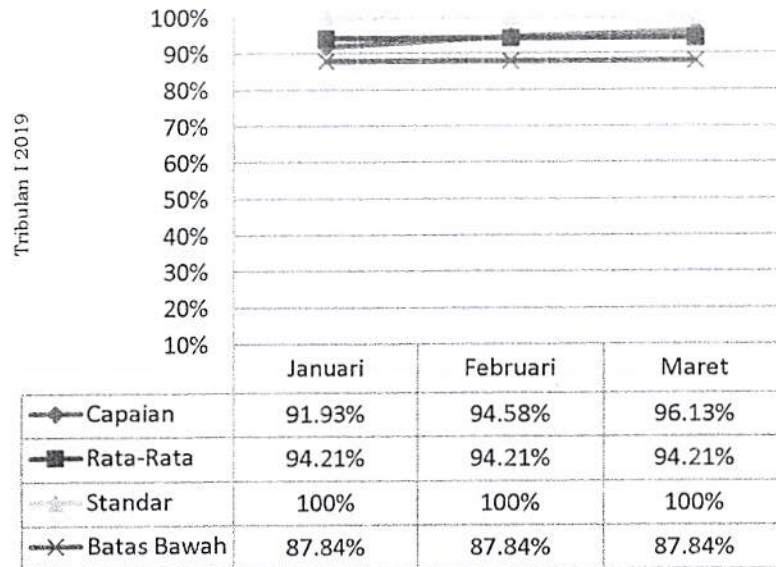 Tribulan I 2019
100%
90%
80%
70%
60%
50%
40%
30%
20%
10%
Januari Februari Maret
Capaian 91.93% 94.58% 96.13%
Rata-Rata 94.21% 94.21% 94.21%
Standar 100% 100% 100%
Batas Bawah 87.84% 87.84% 87.84%